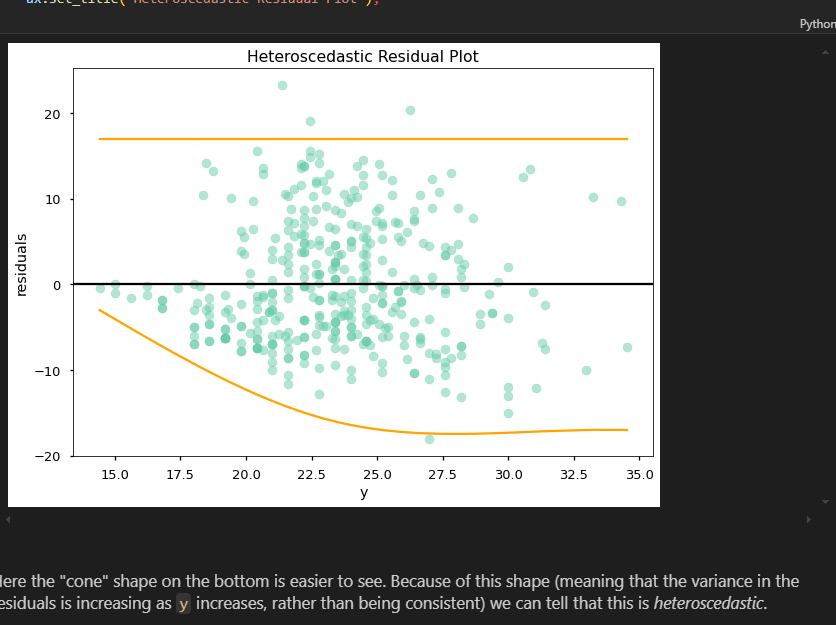 Python
Heteroscedastic Residual Plot
20
10
0
−10
−20
residuals
15.0 17.5 20.0 22.5 25.0 27.5 30.0 32.5 35.0
y
"cone" shape on the bottom is easier to see. Because of this shape (meaning that the variance in the
is increasing as y increases, rather than being consistent) we can tell that this is heteroscedastic.